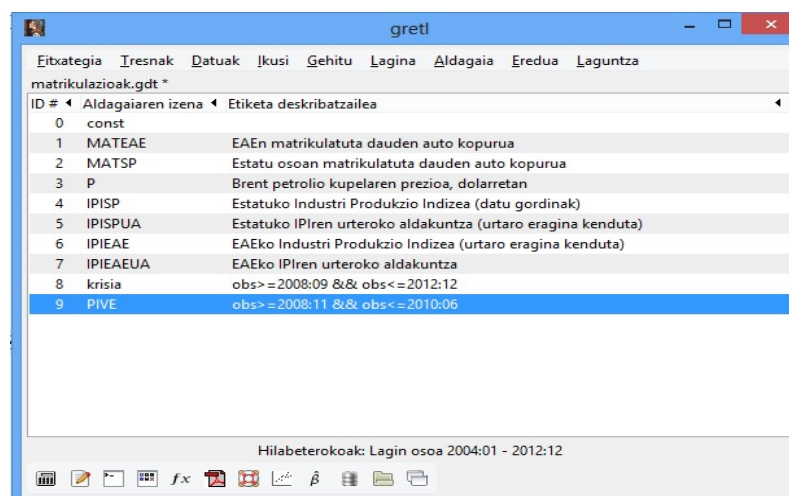 gretl
Fitxategia Tresnak Datuak Ikusi Gehitu Lagina Aldagaia Eredua Laguntza
matrikulazioak.gdt *
ID # Aldagaiaren izena Etiketa deskribatzailea
0 const
1 MATEAE EAEn matrikulatuta dauden auto kopurua
2 MATSP Estatu osoan matrikulatuta dauden auto kopurua
3 P Brent petrolio kupelaren prezioa, dolarretan
4 IPISP Estatuko Industri Produkzio Indizea (datu gordinak)
5 IPISPUA Estatuko IPIren urteroko aldakuntza (urtaro eragina kenduta)
6 IPIEAE EAEko Industri Produkzio Indizea (urtaro eragina kenduta)
7 IPIEAEUA EAEko IPIren urteroko aldakuntza
8 krisia obs>=2008:09 && obs<=2012:12
9 PIVE obs>=2008:11 && obs<=2010:06
Hilabeterokoak: Lagin osoa 2004:01 - 2012:12
fx β̂